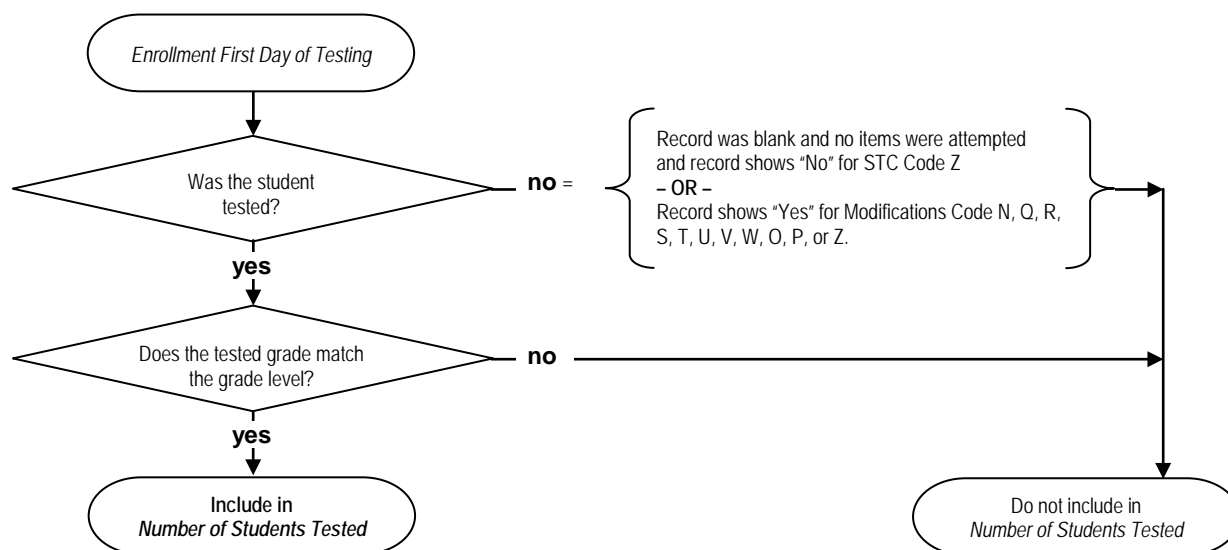 Enrollment First Day of Testing
Was the student
tested?
no =
Record was blank and no items were attempted
and record shows “No” for STC Code Z
– OR –
Record shows “Yes” for Modifications Code N, Q, R,
S, T, U, V, W, O, P, or Z.
yes
Does the tested grade match
the grade level?
no
yes
Include in
Number of Students Tested
Do not include in
Number of Students Tested